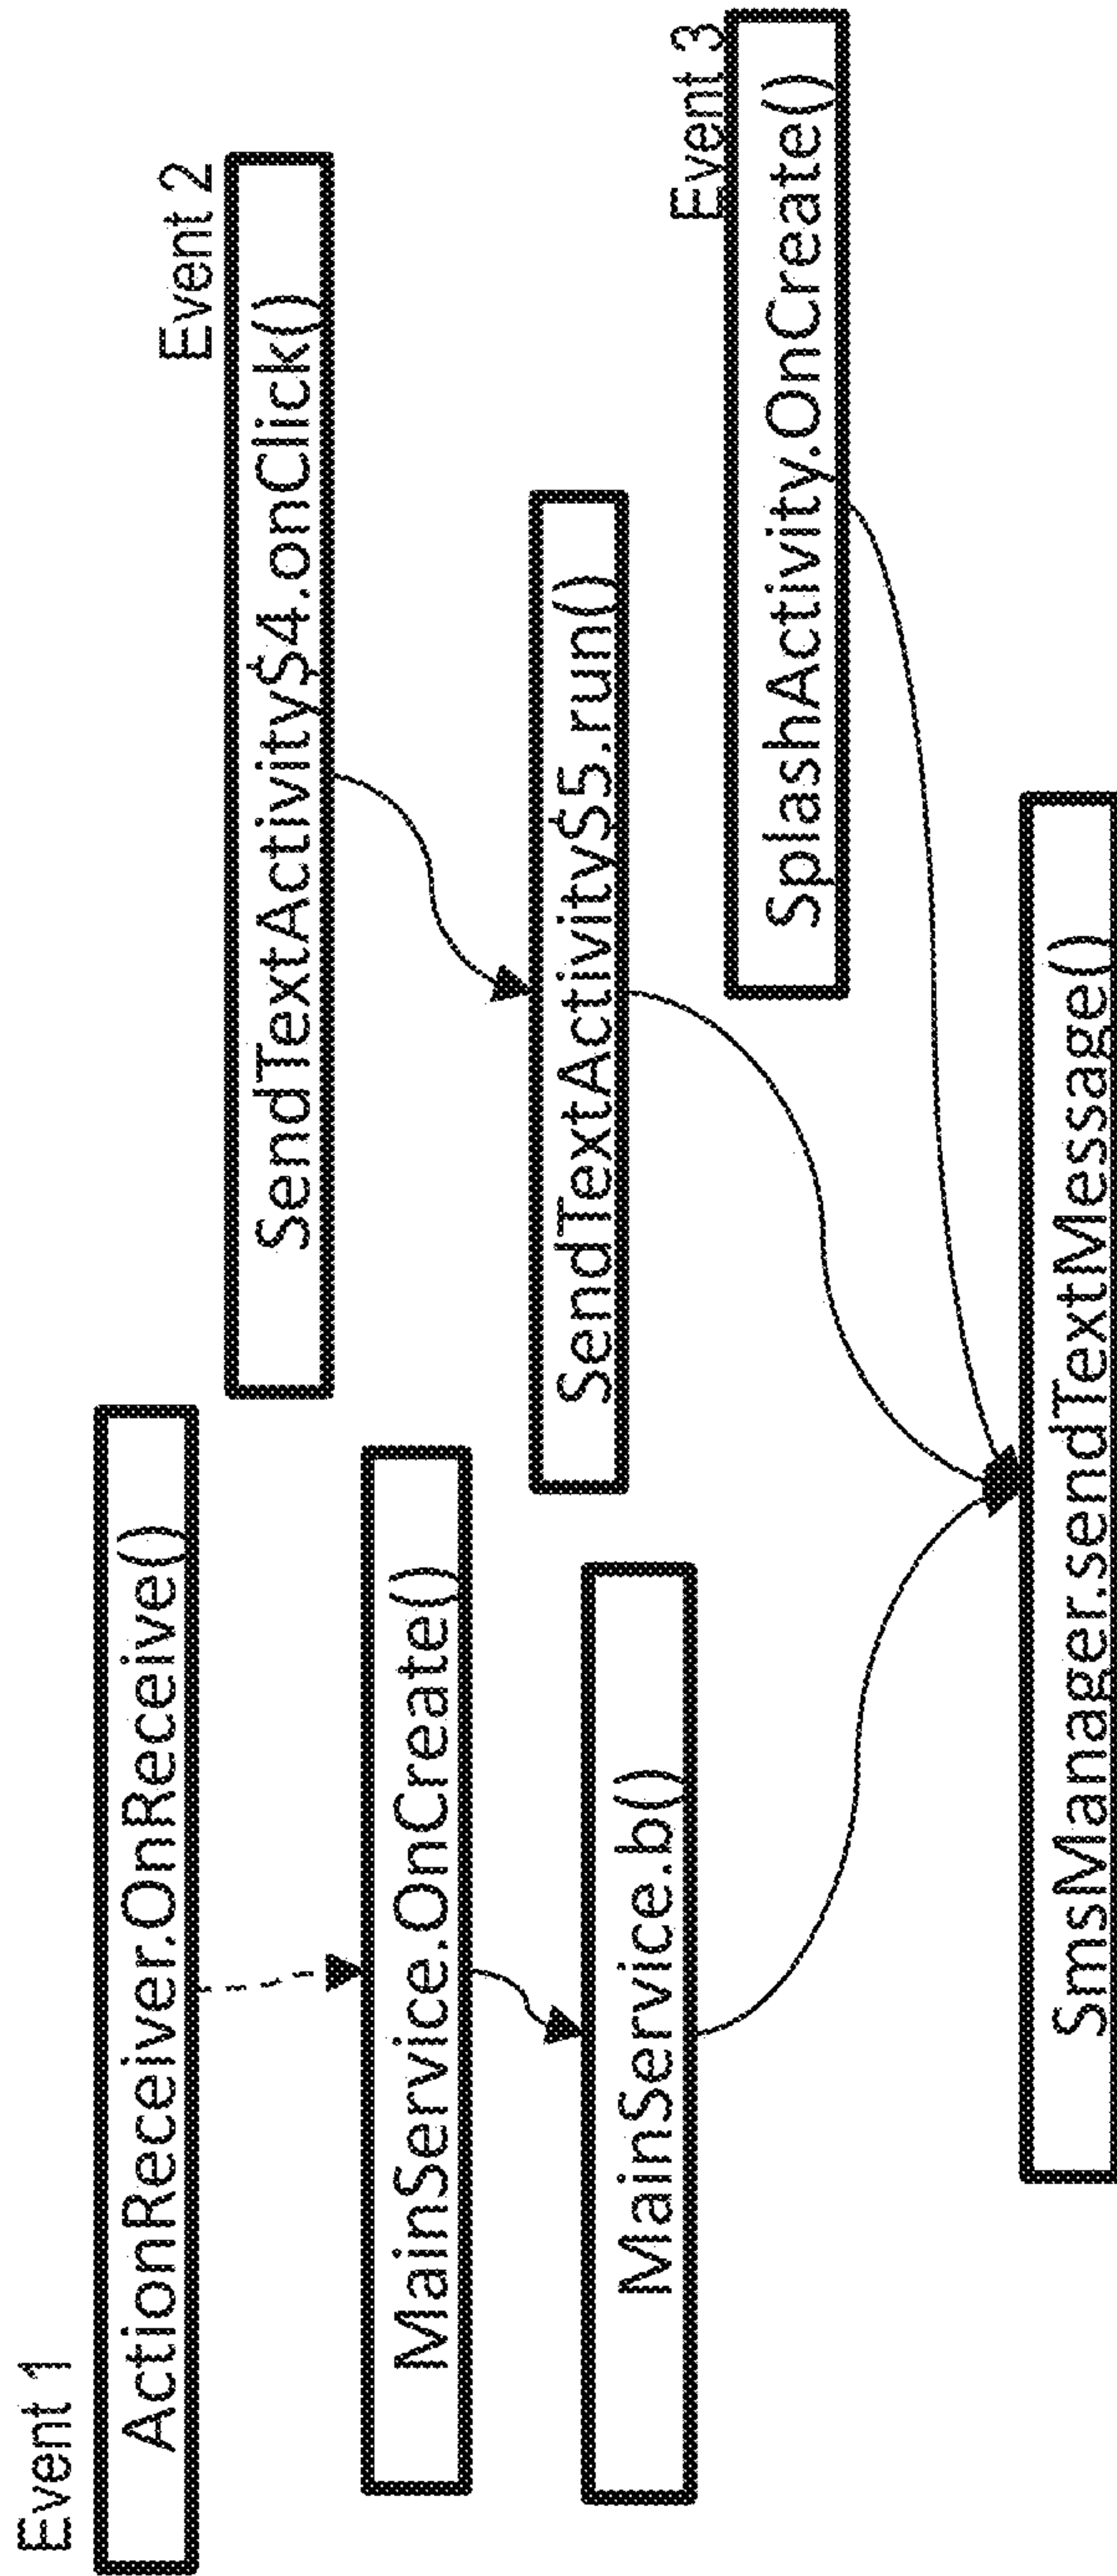 Event 1
ActionReceiver.OnReceive()
Event 2
SendTextActivity$4.onClick()
MainService.OnCreate()
SendTextActivity$5.run()
MainService.b()
Event 3
SplashActivity.OnCreate()
SmsManager.sendTextMessage()